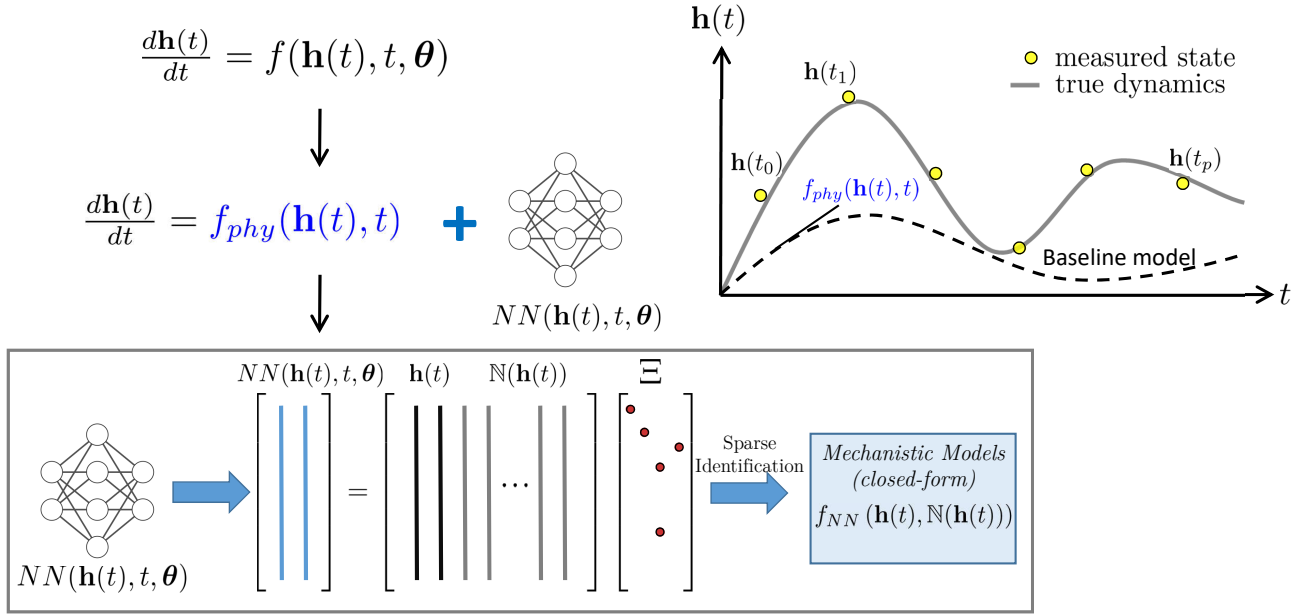 dh(t)/dt = f(h(t), t, θ)
dh(t)/dt = f_phy(h(t), t) +
NN(h(t), t, θ)
h(t)
measured state
true dynamics
h(t_1)
h(t_0)
h(t_p)
f_phy(h(t), t)
Baseline model
t
NN(h(t), t, θ) h(t) ℕ(h(t)) Ξ
= ...
NN(h(t), t, θ)
Sparse
Identification
Mechanistic Models
(closed-form)
f_NN (h(t), ℕ(h(t)))